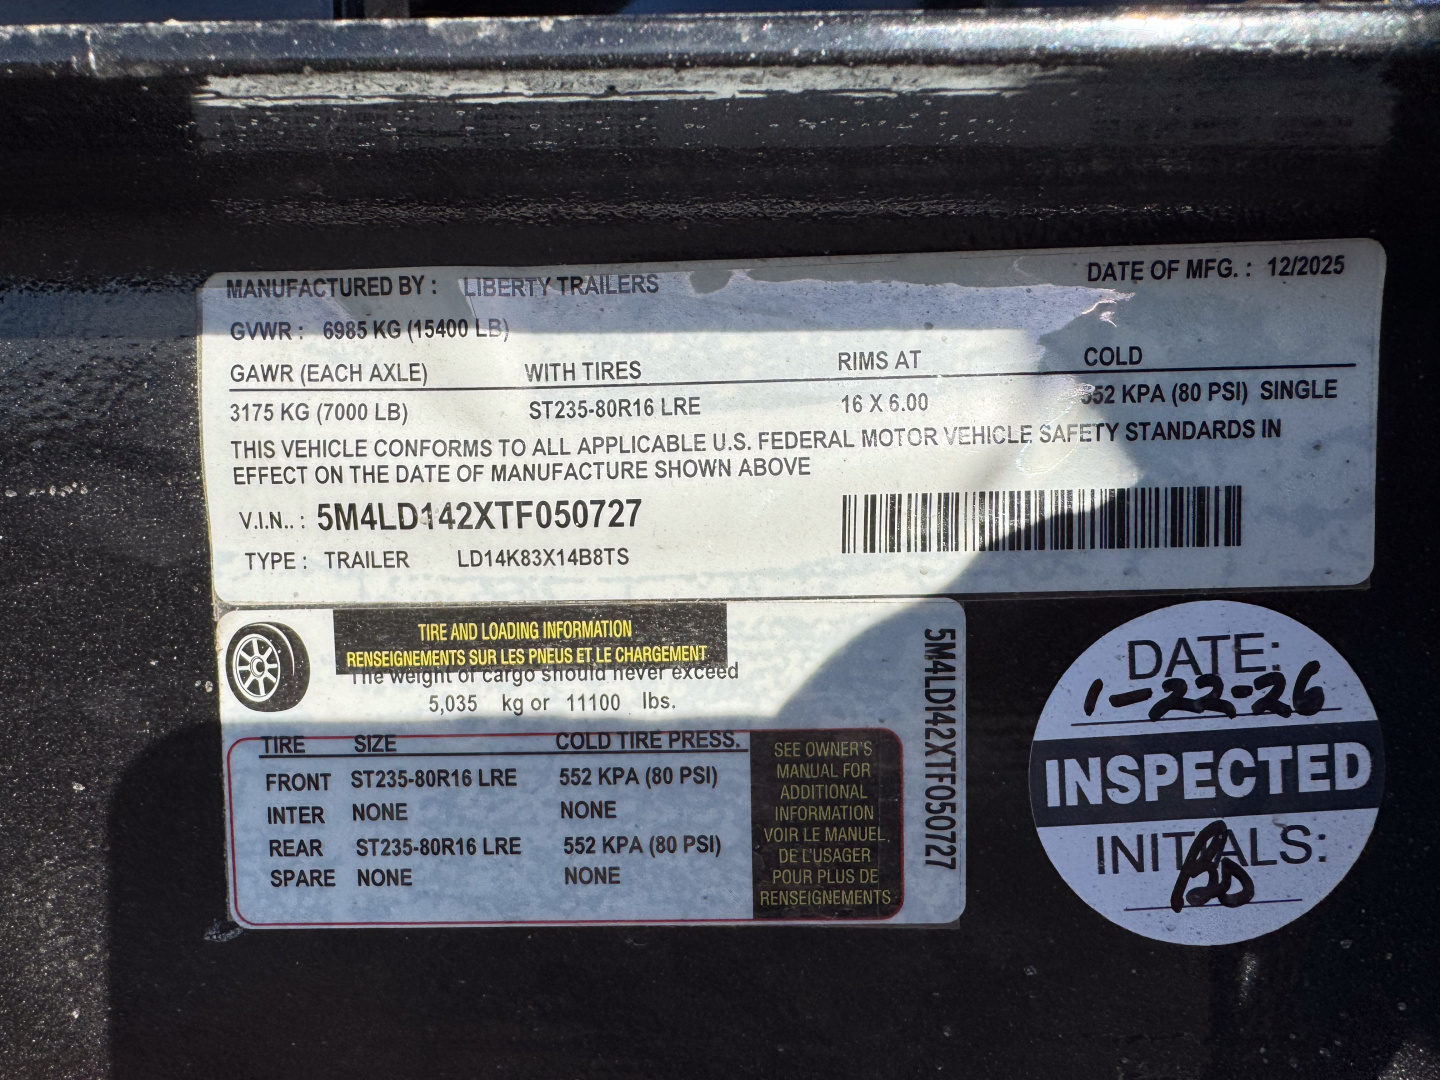 MANUFACTURED BY : LIBERTY TRAILERS DATE OF MFG. : 12/2025
GVWR : 6985 KG (15400 LB)
GAWR (EACH AXLE) WITH TIRES RIMS AT COLD
3175 KG (7000 LB) ST235-80R16 LRE 16 X 6.00 552 KPA (80 PSI) SINGLE
THIS VEHICLE CONFORMS TO ALL APPLICABLE U.S. FEDERAL MOTOR VEHICLE SAFETY STANDARDS IN
EFFECT ON THE DATE OF MANUFACTURE SHOWN ABOVE
V.I.N.. : 5M4LD142XTF050727
TYPE : TRAILER LD14K83X14B8TS
TIRE AND LOADING INFORMATION
RENSEIGNEMENTS SUR LES PNEUS ET LE CHARGEMENT
The weight of cargo should never exceed
5,035 kg or 11100 lbs.
TIRE SIZE COLD TIRE PRESS.
FRONT ST235-80R16 LRE 552 KPA (80 PSI)
INTER NONE NONE
REAR ST235-80R16 LRE 552 KPA (80 PSI)
SPARE NONE NONE
SEE OWNER'S
MANUAL FOR
ADDITIONAL
INFORMATION
VOIR LE MANUEL
DE L'USAGER
POUR PLUS DE
RENSEIGNEMENTS
5M4LD142XTF050727
DATE:
1-22-26
INSPECTED
INITIALS: